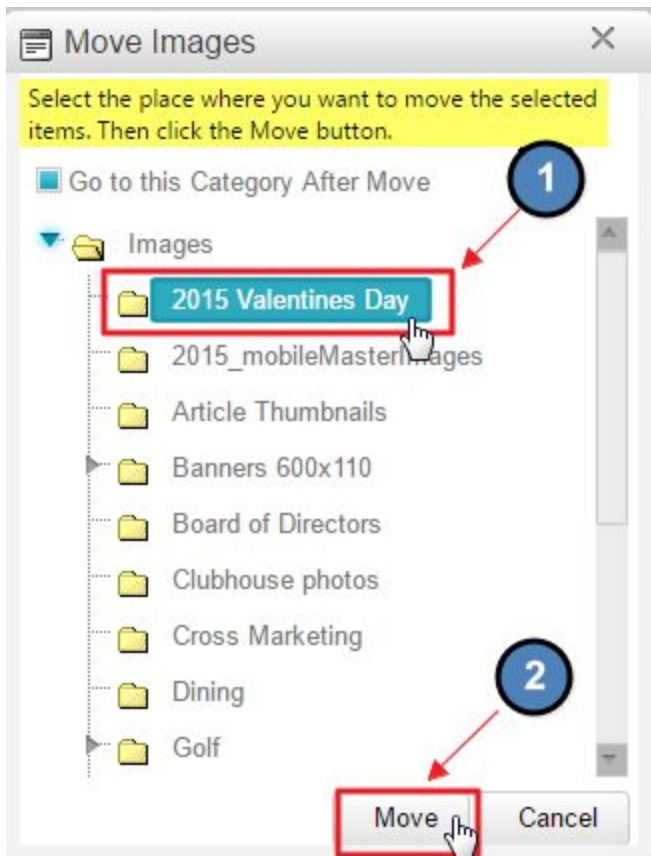 Move Images
Select the place where you want to move the selected
items. Then click the Move button.
Go to this Category After Move
1
Images
2015 Valentines Day
2015_mobileMasterImages
Article Thumbnails
Banners 600x110
Board of Directors
Clubhouse photos
Cross Marketing
Dining
2
Golf
Move Cancel